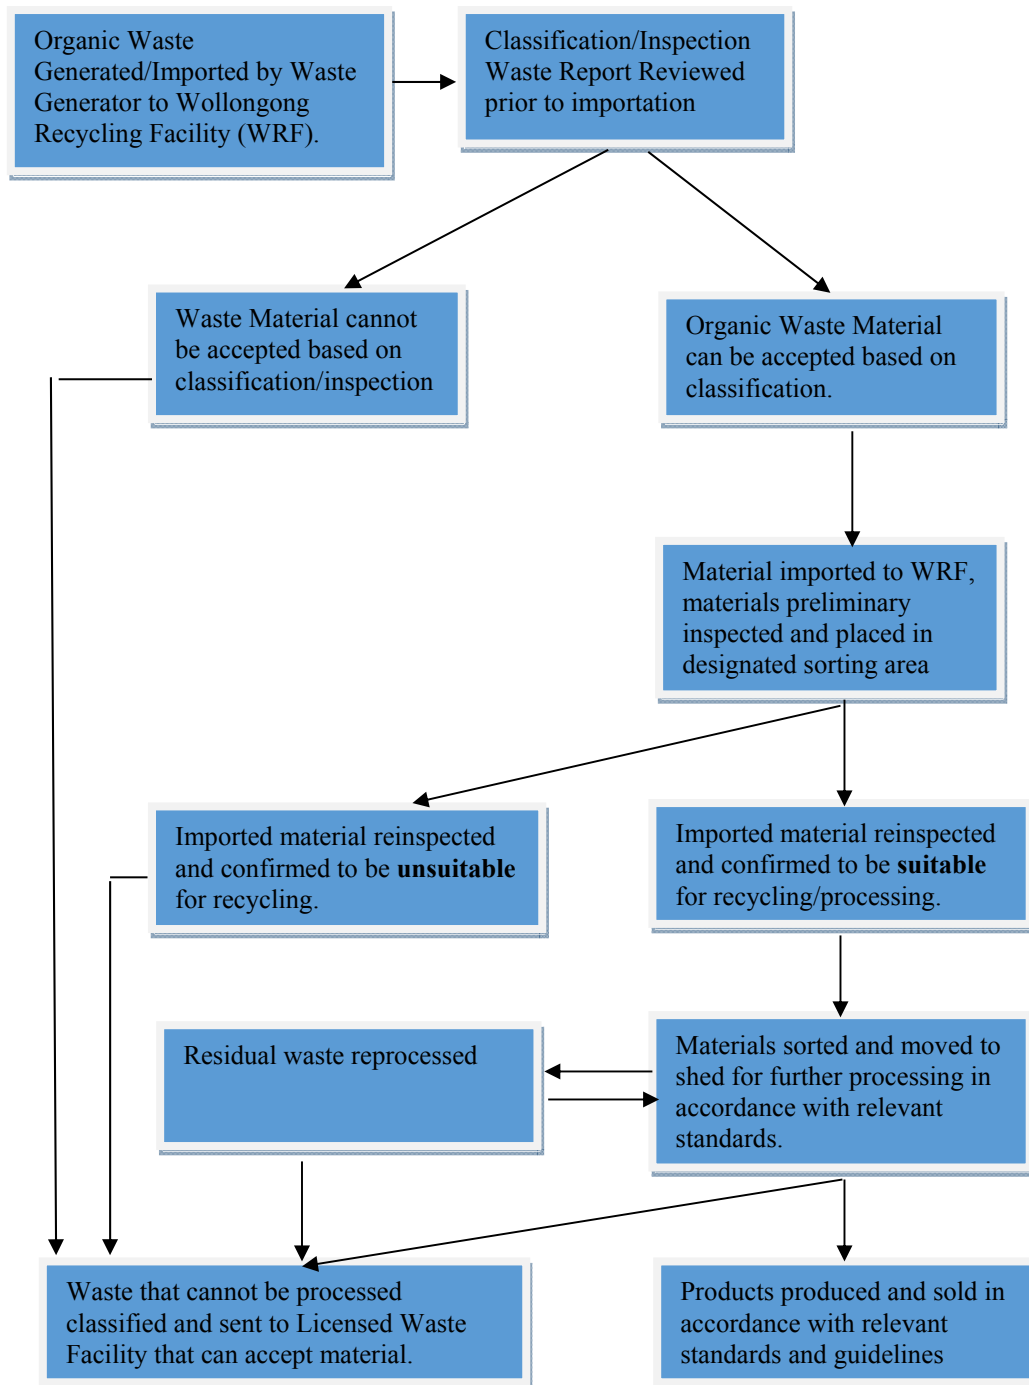 Organic Waste
Generated/Imported by Waste
Generator to Wollongong
Recycling Facility (WRF).
Classification/Inspection
Waste Report Reviewed
prior to importation
Waste Material cannot
be accepted based on
classification/inspection
Organic Waste Material
can be accepted based on
classification.
Material imported to WRF,
materials preliminary
inspected and placed in
designated sorting area
Imported material reinspected
and confirmed to be unsuitable
for recycling.
Imported material reinspected
and confirmed to be suitable
for recycling/processing.
Residual waste reprocessed
Materials sorted and moved to
shed for further processing in
accordance with relevant
standards.
Waste that cannot be processed
classified and sent to Licensed Waste
Facility that can accept material.
Products produced and sold in
accordance with relevant
standards and guidelines